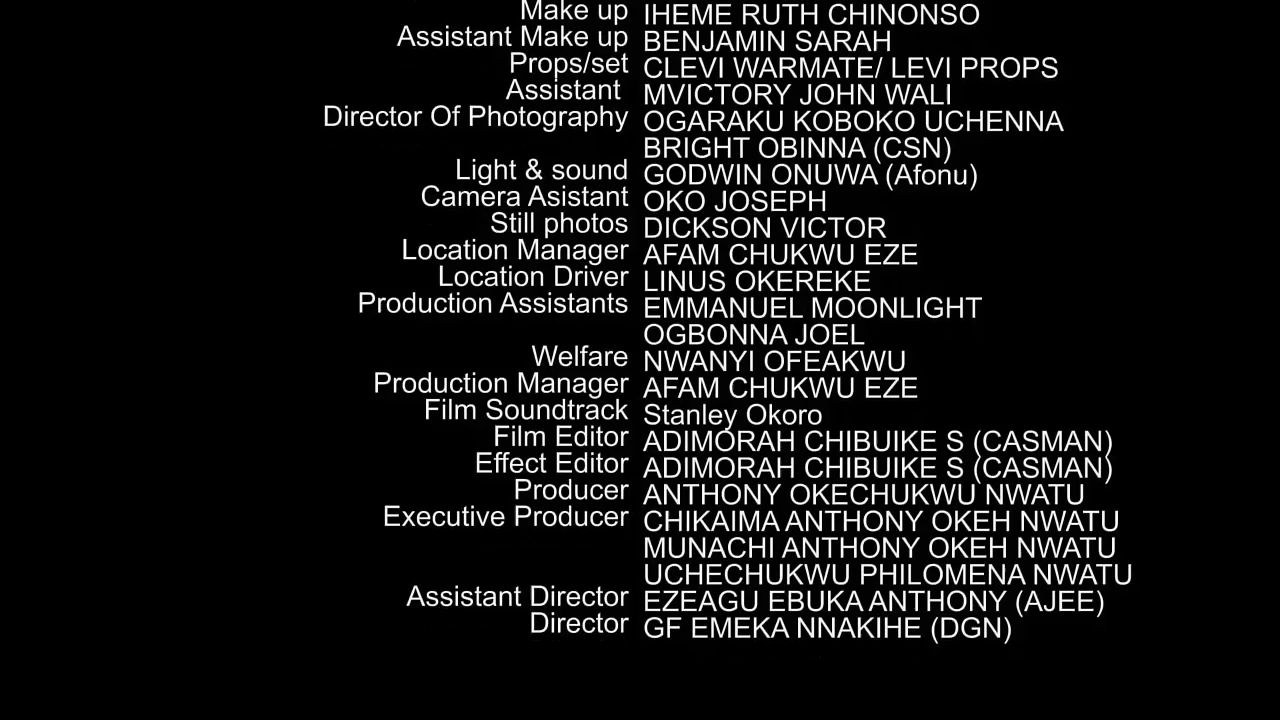 Make up IHEME RUTH CHINONSO
Assistant Make up BENJAMIN SARAH
Props/set CLEVI WARMATE/ LEVI PROPS
Assistant MVICTORY JOHN WALI
Director Of Photography OGARAKU KOBOKO UCHENNA
BRIGHT OBINNA (CSN)
Light & sound GODWIN ONUWA (Afonu)
Camera Asistant OKO JOSEPH
Still photos DICKSON VICTOR
Location Manager AFAM CHUKWU EZE
Location Driver LINUS OKEREKE
Production Assistants EMMANUEL MOONLIGHT
OGBONNA JOEL
Welfare NWANYI OFEAKWU
Production Manager AFAM CHUKWU EZE
Film Soundtrack Stanley Okoro
Film Editor ADIMORAH CHIBUIKE S (CASMAN)
Effect Editor ADIMORAH CHIBUIKE S (CASMAN)
Producer ANTHONY OKECHUKWU NWATU
Executive Producer CHIKAIMA ANTHONY OKEH NWATU
MUNACHI ANTHONY OKEH NWATU
UCHECHUKWU PHILOMENA NWATU
Assistant Director EZEAGU EBUKA ANTHONY (AJEE)
Director GF EMEKA NNAKIHE (DGN)